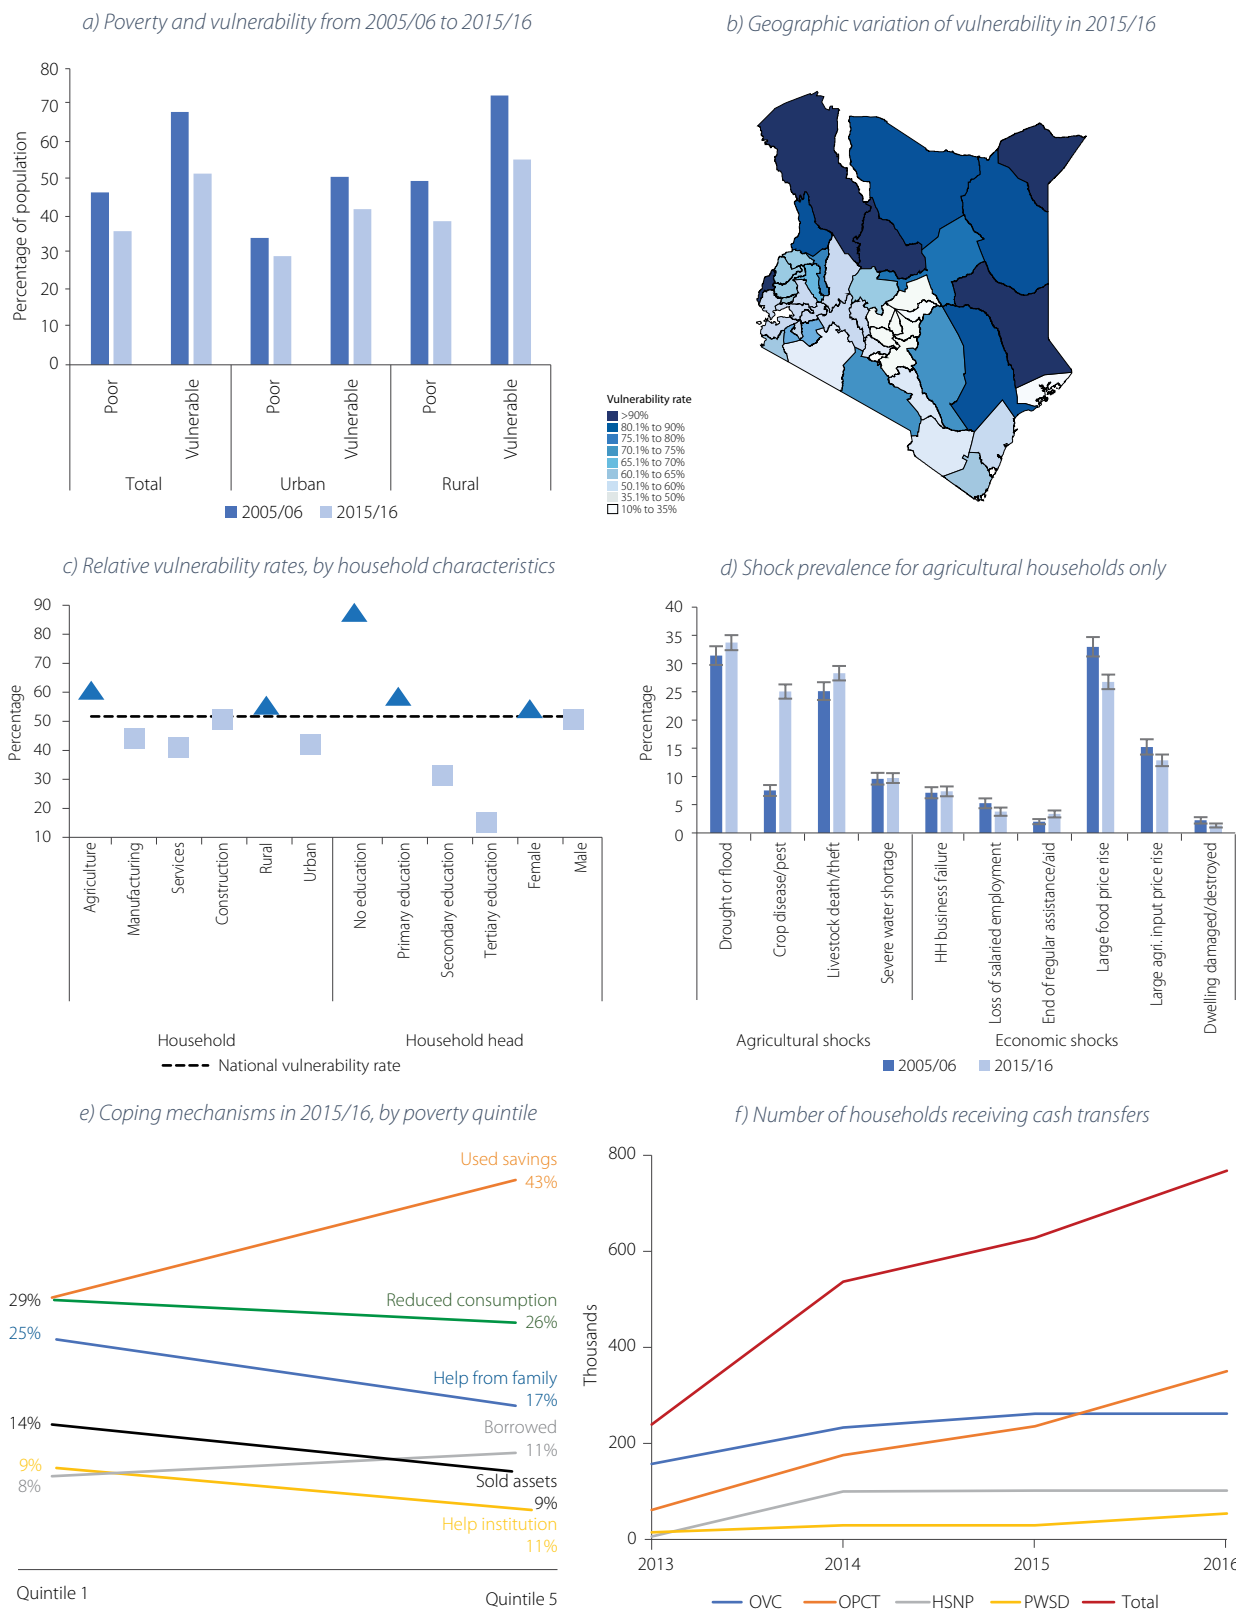 a) Poverty and vulnerability from 2005/06 to 2015/16
Percentage of population
80
70
60
50
40
30
20
10
0
Poor
Vulnerable
Poor
Vulnerable
Poor
Vulnerable
Total
Urban
Rural
2005/06
2015/16
b) Geographic variation of vulnerability in 2015/16
Vulnerability rate
>90%
80.1% to 90%
75.1% to 80%
70.1% to 75%
65.1% to 70%
60.1% to 65%
50.1% to 60%
35.1% to 50%
10% to 35%
c) Relative vulnerability rates, by household characteristics
Percentage
90
80
70
60
50
40
30
20
10
Agriculture
Manufacturing
Services
Construction
Rural
Urban
No education
Primary education
Secondary education
Tertiary education
Female
Male
Household
Household head
National vulnerability rate
d) Shock prevalence for agricultural households only
Percentage
40
35
30
25
20
15
10
5
0
Drought or flood
Crop disease/pest
Livestock death/theft
Severe water shortage
HH business failure
Loss of salaried employment
End of regular assistance/aid
Large food price rise
Large agri. input price rise
Dwelling damaged/destroyed
Agricultural shocks
Economic shocks
2005/06
2015/16
e) Coping mechanisms in 2015/16, by poverty quintile
Used savings
43%
29%
Reduced consumption
26%
25%
Help from family
17%
14%
Borrowed
11%
9%
8%
Sold assets
9%
Help institution
11%
Quintile 1
Quintile 5
f) Number of households receiving cash transfers
Thousands
800
600
400
200
0
2013
2014
2015
2016
OVC
OPCT
HSNP
PWSD
Total